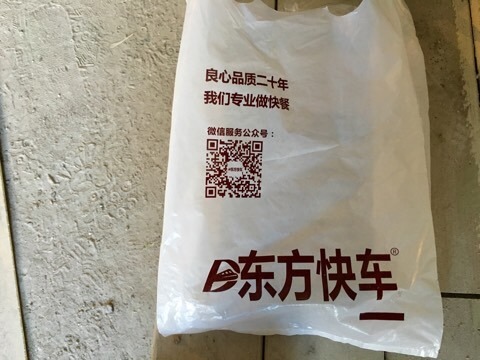 良心品质二十年
我们专业做快餐
微信服务公众号：
东方快车®